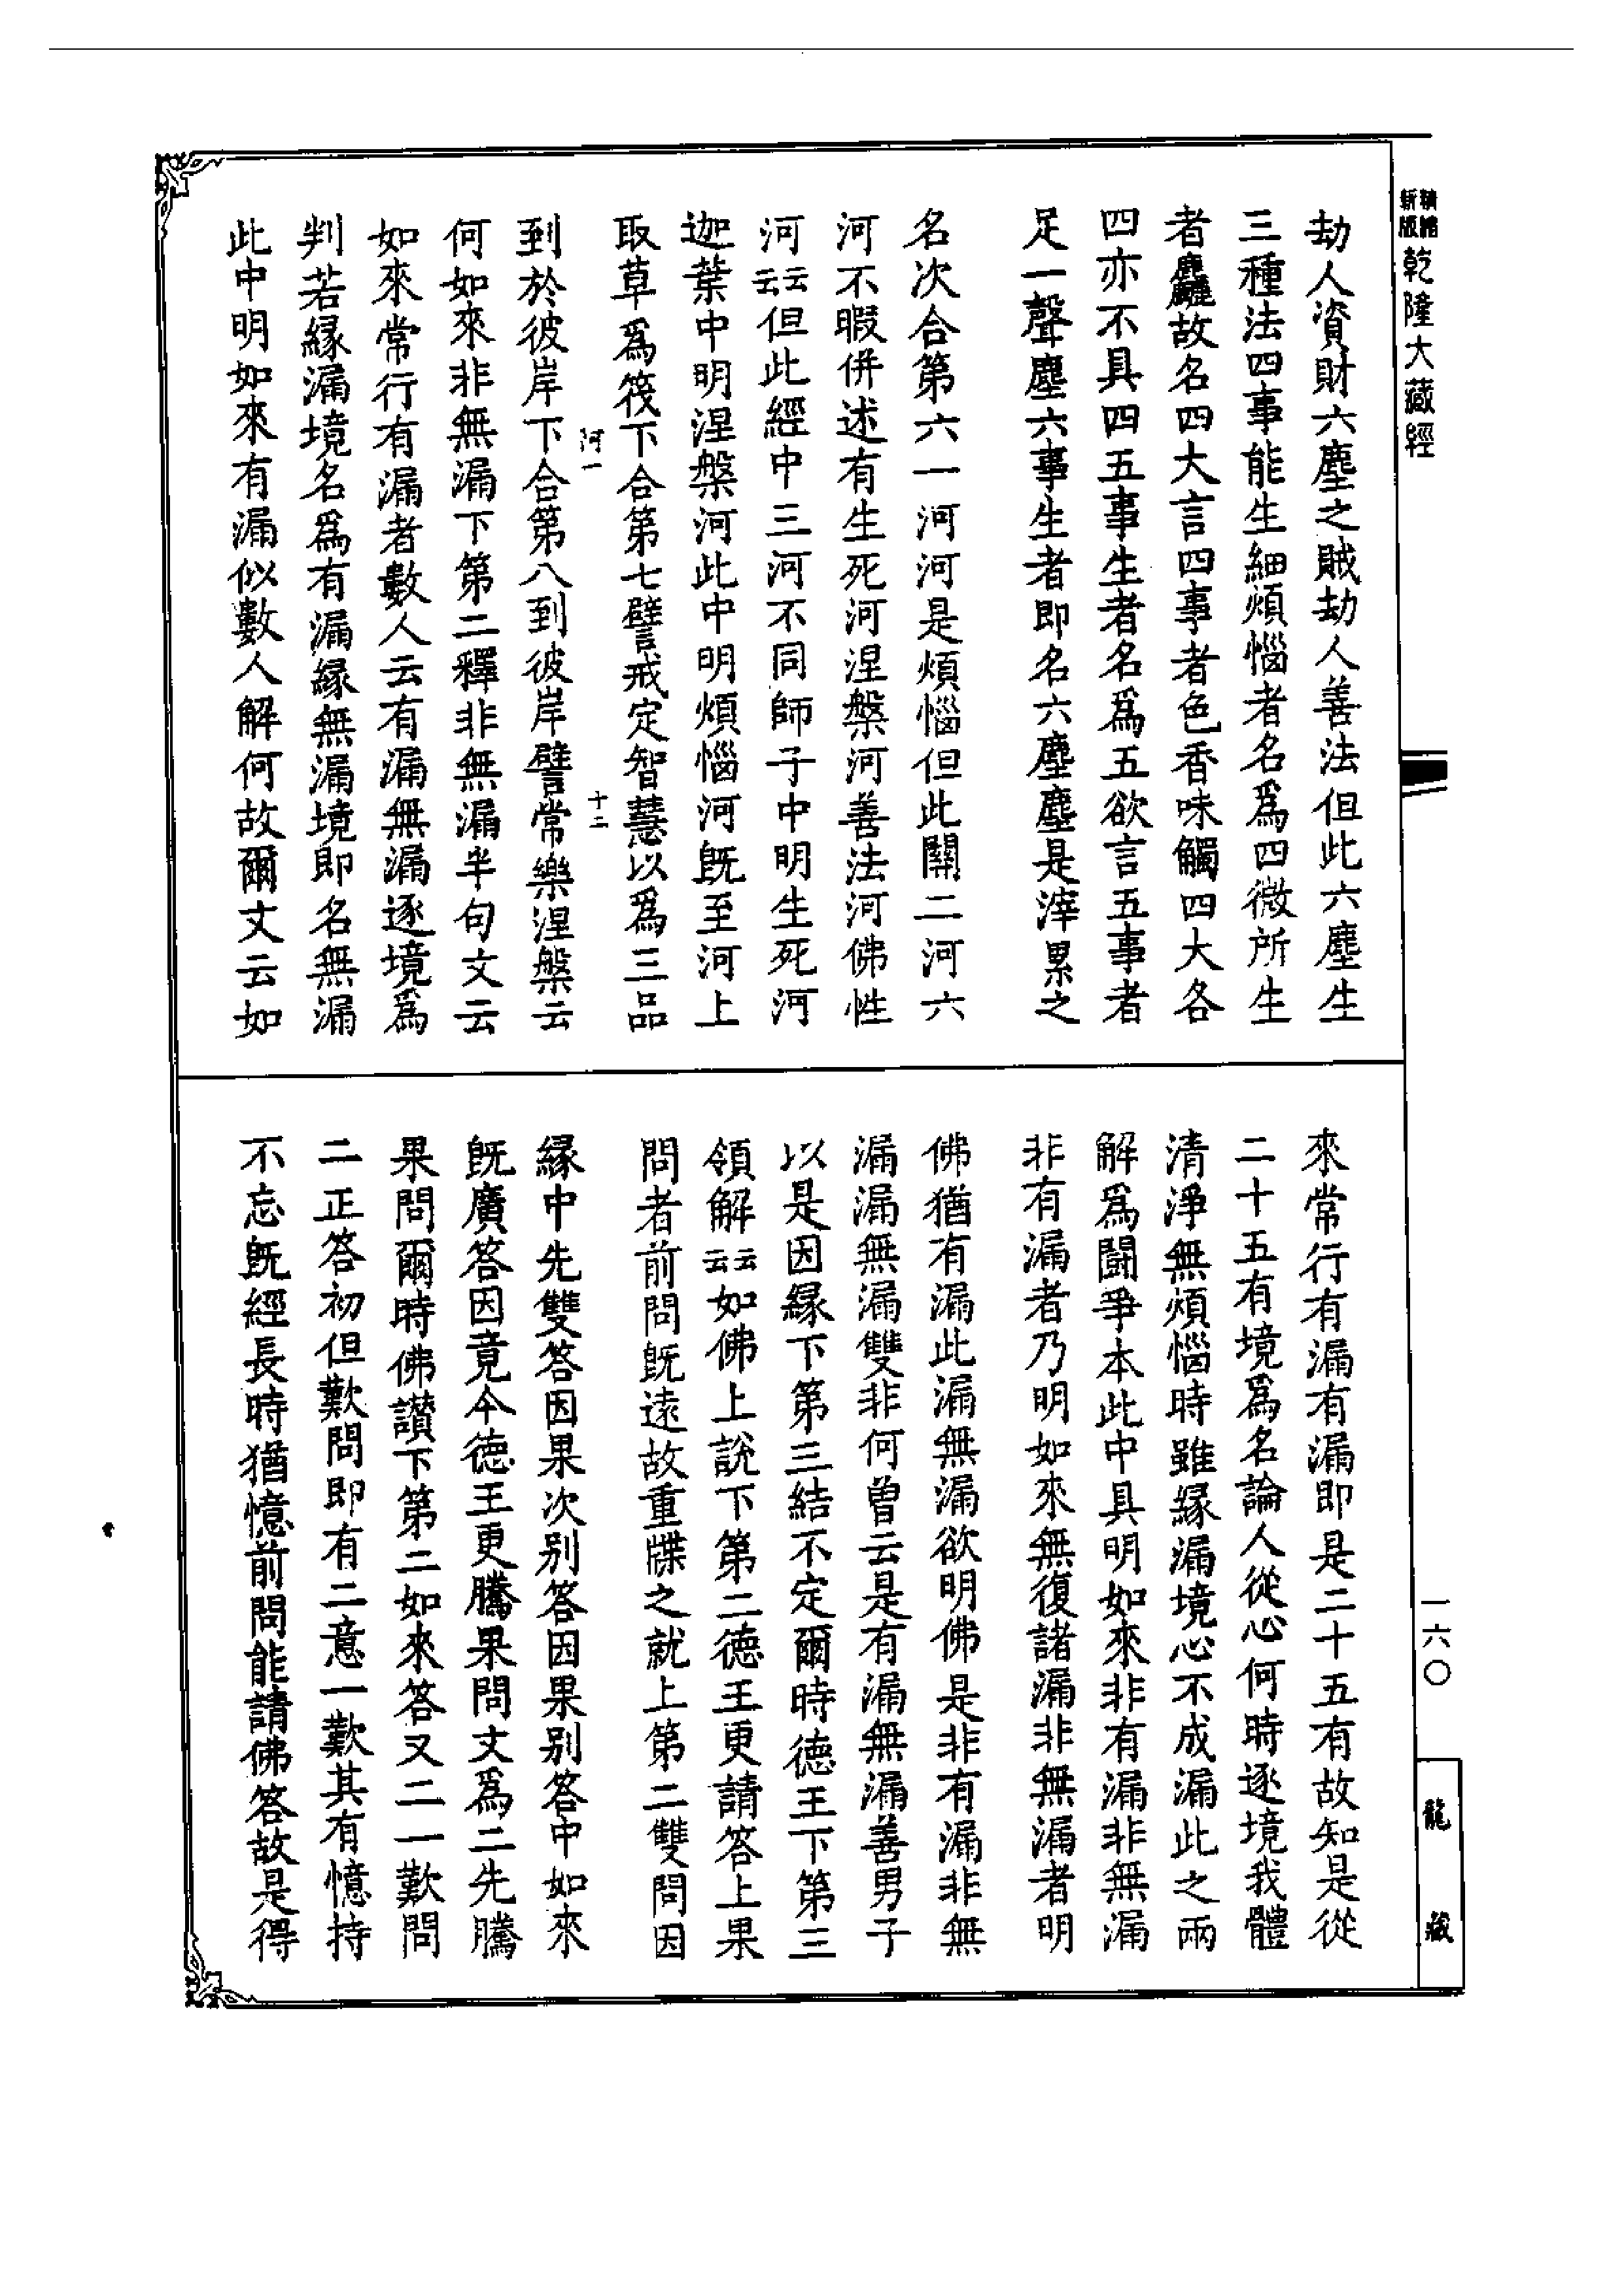 精繕
新版
乾隆大藏經
劫人資財六塵之賊劫人善法但此六塵生
三種法四事能生細煩惱者名爲四微所生
者麤故名四大言四事者色香味觸四大各
四亦不具四五事生者名爲五欲言五事者
足一聲塵六事生者即名六塵塵是滓累之
名次合第六一河河是煩惱但此開二河六
河不暇併述有生死河涅槃河善法河佛性
河云云但此經中三河不同師子中明生死河
迦葉中明涅槃河此中明煩惱河既至河上
取草爲筏下合第七譬戒定智慧以爲三品
河一
十二
到於彼岸下合第八到彼岸譬常樂涅槃云
何如來非無漏下第二釋非無漏半句文云
如來常行有漏者數人云有漏無漏逐境爲
判若緣漏境名爲有漏緣無漏境即名無漏
此中明如來有漏似數人解何故爾文云如
來常行有漏有漏即是二十五有故知是從
二十五有境爲名論人從心何時逐境我體
清淨無煩惱時雖緣漏境心不成漏此之兩
解爲鬪爭本此中具明如來非有漏非無漏
非有漏者乃明如來無復諸漏非無漏者明
佛猶有漏此漏無漏欲明佛是非有漏非無
漏漏無漏雙非何曾云是有漏無漏善男子
以是因緣下第三結不定爾時德王下第三
領解云云如佛上說下第二德王更請答上果
問者前問既遠故重牒之就上第二雙問因
緣中先雙答因果次別答因果別答中如來
既廣答因竟今德王更騰果問文爲二先騰
果問爾時佛讚下第二如來答又二一歎問
二正答初但歎問即有二意一歎其有憶持
不忘既經長時猶憶前問能請佛答故是得
一六〇
龍藏